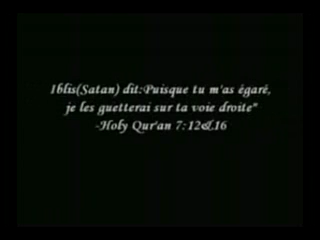 Iblis(Satan) dit:Puisque tu m'as égaré,
je les guetterai sur ta voie droite"
-Holy Qur'an 7:12&16